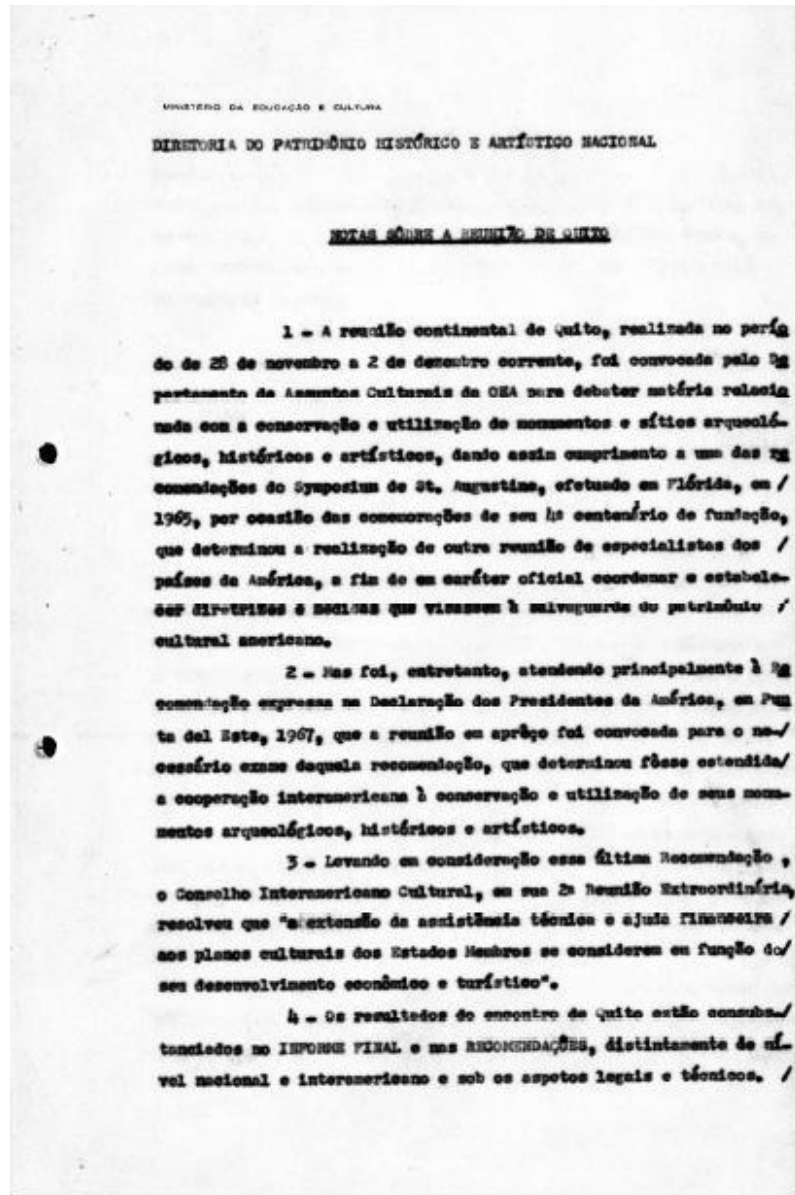 MINISTÉRIO DA EDUCAÇÃO E CULTURA
DIRETORIA DO PATRIMÔNIO HISTÓRICO E ARTÍSTICO NACIONAL
NOTAS SÔBRE A REUNIÃO DE QUITO
1 - A reunião continental de Quito, realizada no perío
do de 28 de novembro a 2 de dezembro corrente, foi convocada pelo De
partamento de Assuntos Culturais da OEA para debater matéria relacio
nada com a conservação e utilização de monumentos e sítios arqueoló-
gicos, históricos e artísticos, dando assim cumprimento a uma das re
comendações do Symposium de St. Augustine, efetuado em Flórida, em /
1965, por ocasião das comemorações de seu 4º centenário de fundação,
que determinou a realização de outra reunião de especialistas dos /
países da América, a fim de em caráter oficial coordenar e estabele-
cer diretrizes e medidas que visassem à salvaguarda do patrimônio /
cultural americano.
2 - Mas foi, entretanto, atendendo principalmente à Re
comendação expressa na Declaração dos Presidentes da América, em Pun
ta del Este, 1967, que a reunião em aprêço foi convocada para o ne-/
cessário exame daquela recomendação, que determinou fôsse estendida/
a cooperação interamericana à conservação e utilização de seus monu-
mentos arqueológicos, históricos e artísticos.
3 - Levando em consideração essa última Recomendação ,
o Conselho Interamericano Cultural, em sua 2ª Reunião Extraordinária,
resolveu que "a extensão da assistência técnica e ajuda financeira /
aos planos culturais dos Estados Membros se considerem em função do/
seu desenvolvimento econômico e turístico".
4 - Os resultados do encontro de Quito estão consubs-/
tanciados no INFORME FINAL e nas RECOMENDAÇÕES, distintamente de ní-
vel nacional e interamericano e sob os aspetos legais e técnicos. /